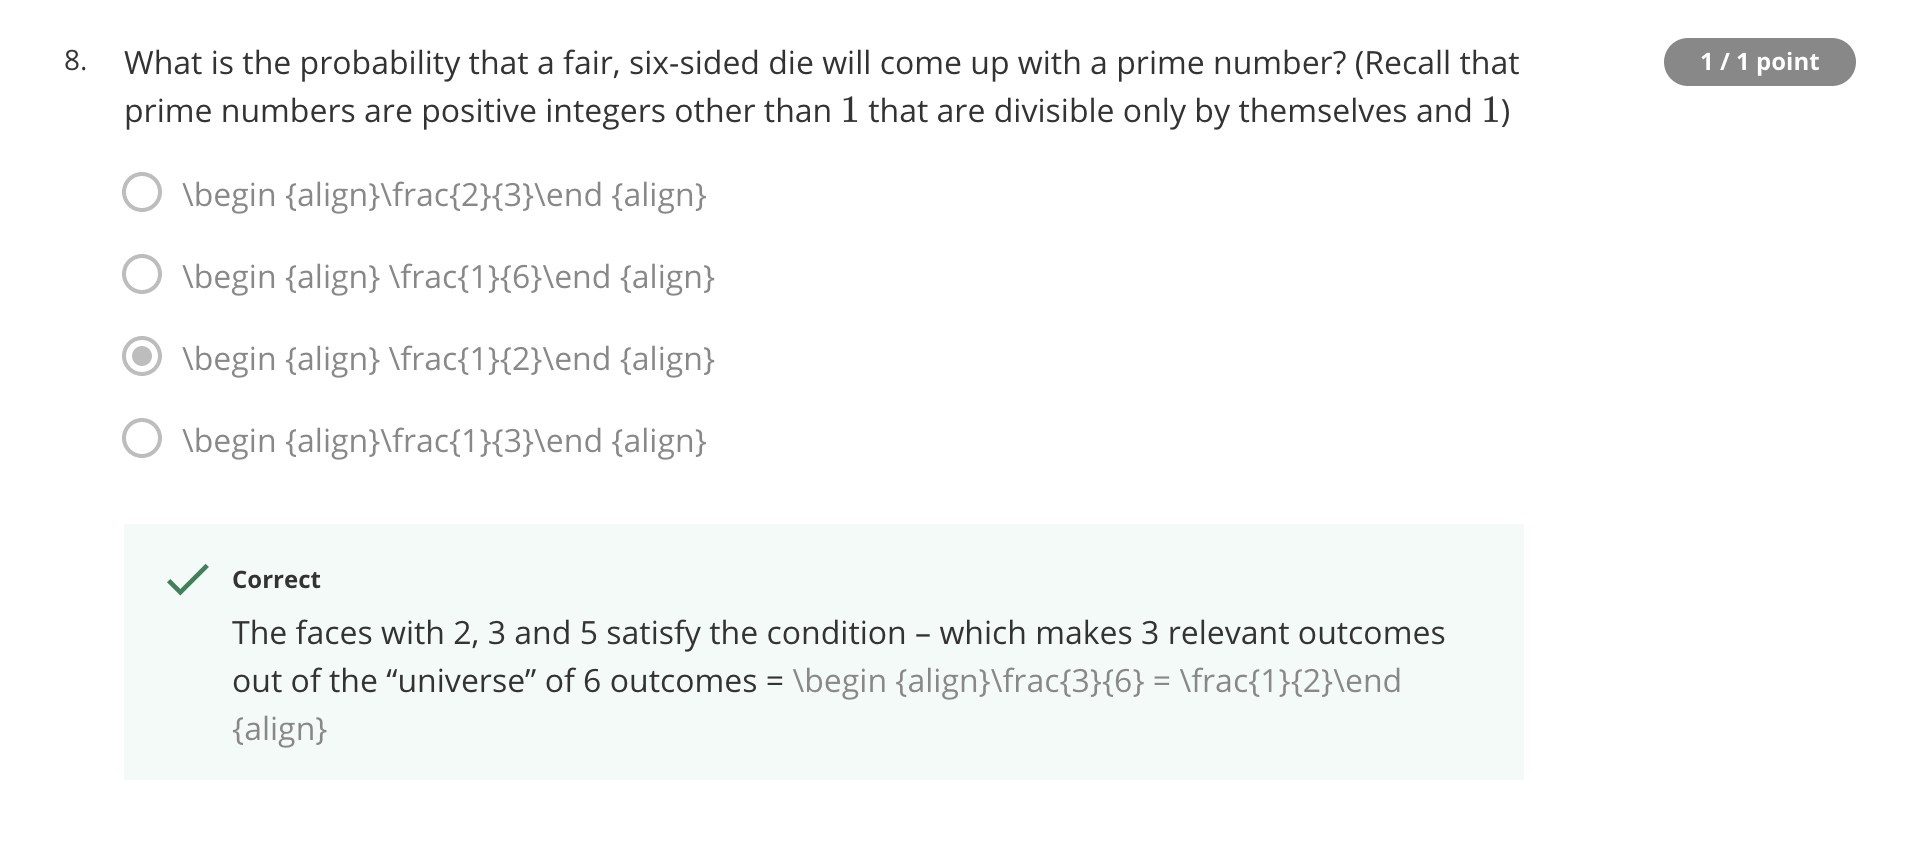 8. What is the probability that a fair, six-sided die will come up with a prime number? (Recall that
prime numbers are positive integers other than 1 that are divisible only by themselves and 1)
1 / 1 point
\begin {align}\frac{2}{3}\end {align}
\begin {align} \frac{1}{6}\end {align}
\begin {align} \frac{1}{2}\end {align}
\begin {align}\frac{1}{3}\end {align}
Correct
The faces with 2, 3 and 5 satisfy the condition – which makes 3 relevant outcomes
out of the “universe” of 6 outcomes = \begin {align}\frac{3}{6} = \frac{1}{2}\end
{align}